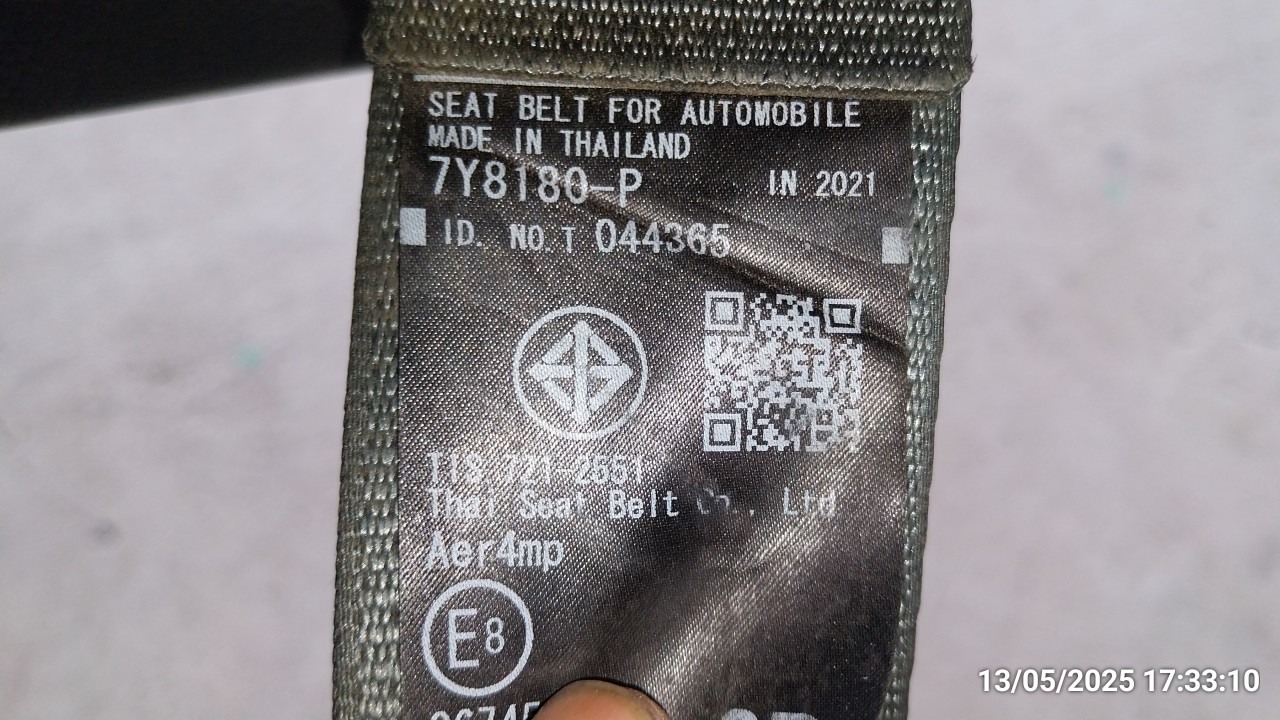 SEAT BELT FOR AUTOMOBILE
MADE IN THAILAND
7Y8180-P IN 2021
ID. NO. T 044365
TIS 721-2551
Thai Seat Belt Co., Ltd
Aer4mp
E8
13/05/2025 17:33:10